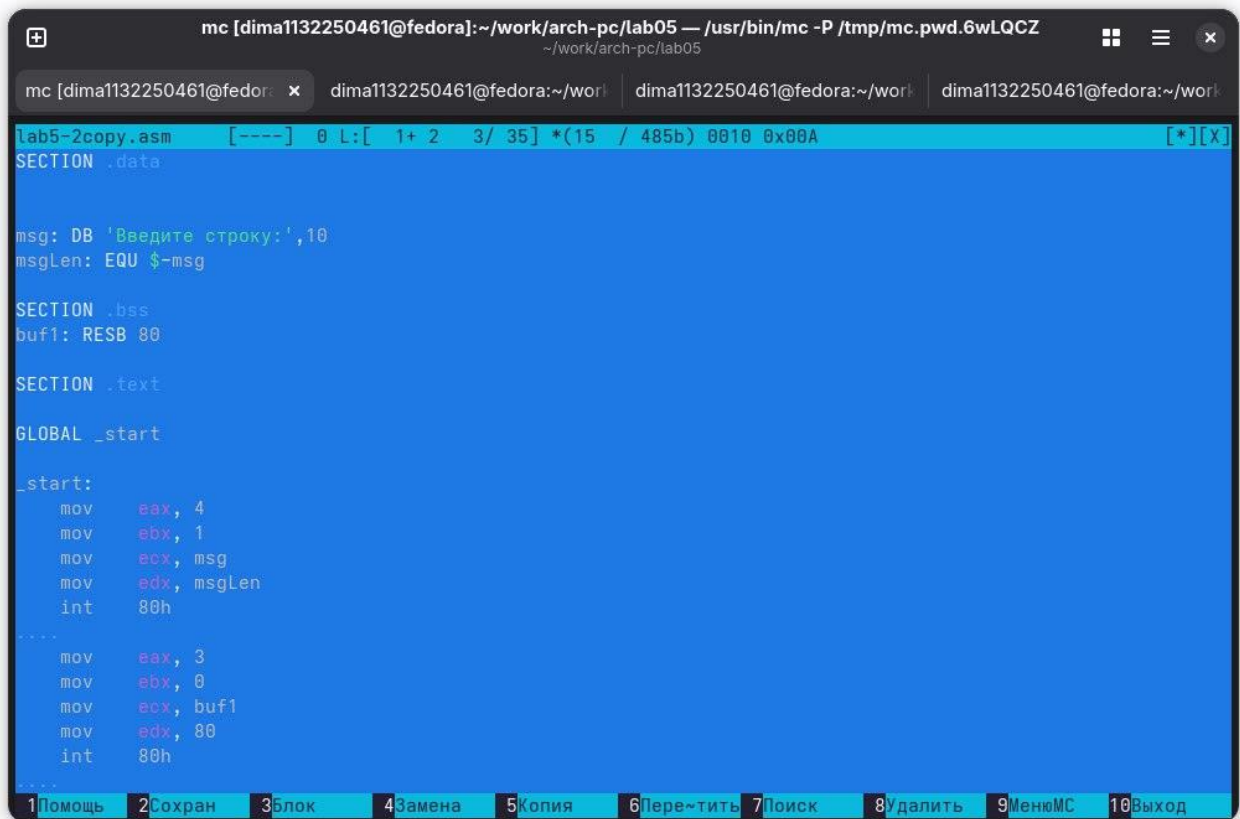 mc [dima1132250461@fedora]:~/work/arch-pc/lab05 — /usr/bin/mc -P /tmp/mc.pwd.6wLQCZ
~/work/arch-pc/lab05
mc [dima1132250461@fedor dima1132250461@fedora:~/work dima1132250461@fedora:~/work dima1132250461@fedora:~/work
lab5-2copy.asm [----] 0 L:[ 1+ 2 3/ 35] *(15 / 485b) 0010 0x00A [*][X]
SECTION .data
msg: DB 'Введите строку:',10
msgLen: EQU $-msg
SECTION .bss
buf1: RESB 80
SECTION .text
GLOBAL _start
_start:
mov eax, 4
mov ebx, 1
mov ecx, msg
mov edx, msgLen
int 80h
....
mov eax, 3
mov ebx, 0
mov ecx, buf1
mov edx, 80
int 80h
....
1Помощь 2Сохран 3Блок 4Замена 5Копия 6Пере~тить 7Поиск 8Удалить 9МенюМС 10Выход